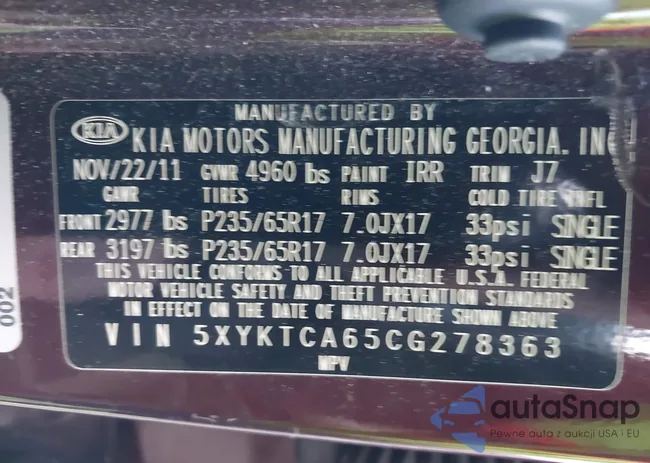 MANUFACTURED BY
KIA KIA MOTORS MANUFACTURING GEORGIA, IN
NOV/22/11 GVWR 4960 lbs PAINT IRR TRIM J7
GAWR TIRES RIMS COLD TIRE INFL
FRONT 2977 lbs P235/65R17 7.0JX17 33psi SINGLE
REAR 3197 lbs P235/65R17 7.0JX17 33psi SINGLE
THIS VEHICLE CONFORMS TO ALL APPLICABLE U.S.A. FEDERAL
MOTOR VEHICLE SAFETY AND THEFT PREVENTION STANDARDS
IN EFFECT ON THE DATE OF MANUFACTURE SHOWN ABOVE
VIN 5XYKTCA65CG278363
MPV
002
autaSnap
Pewne auta z aukcji USA i EU